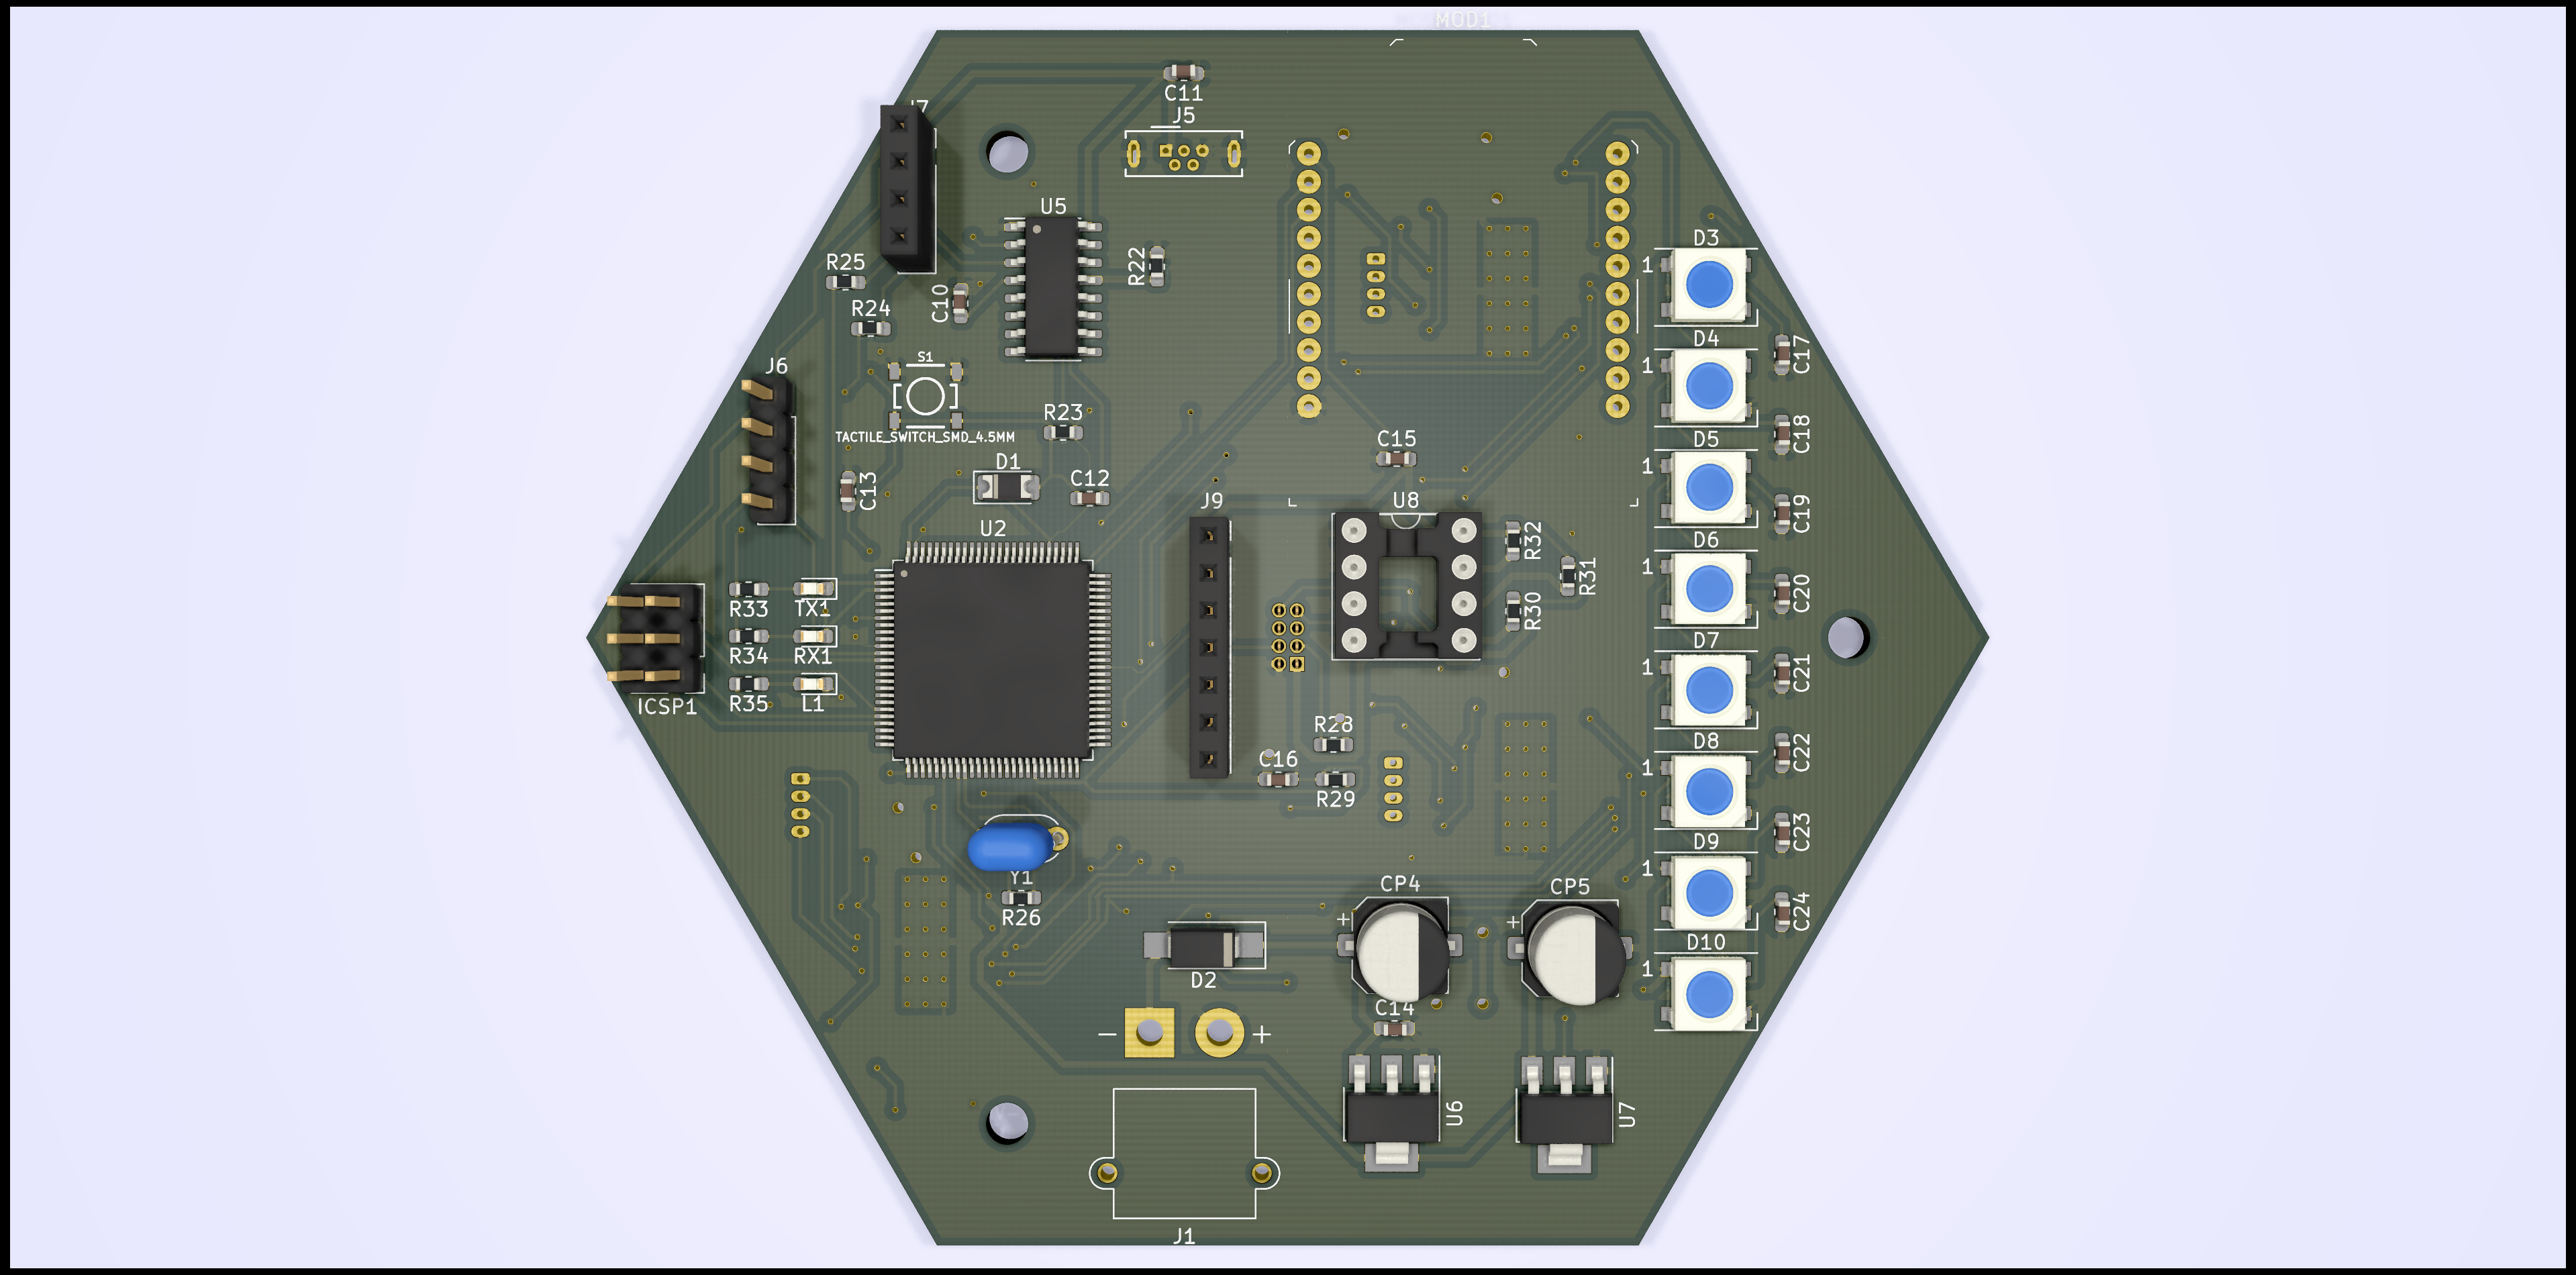 MOD1
C11
J5
J7
U5
R25
R22
C10
R24
D3
1
D4
1
C17
S1
J6
TACTILE_SWITCH_SMD_4.5MM
R23
C15
D5
1
C18
D1
C13
C12
J9
U8
C19
U2
R32
D6
1
R31
R33
TX1
R30
C20
R34
RX1
D7
1
C21
R35
L1
ICSP1
R28
D8
1
C22
C16
R29
C23
Y1
R26
CP4
+
CP5
+
D9
1
C24
D2
D10
1
C14
-
+
U6
U7
J1